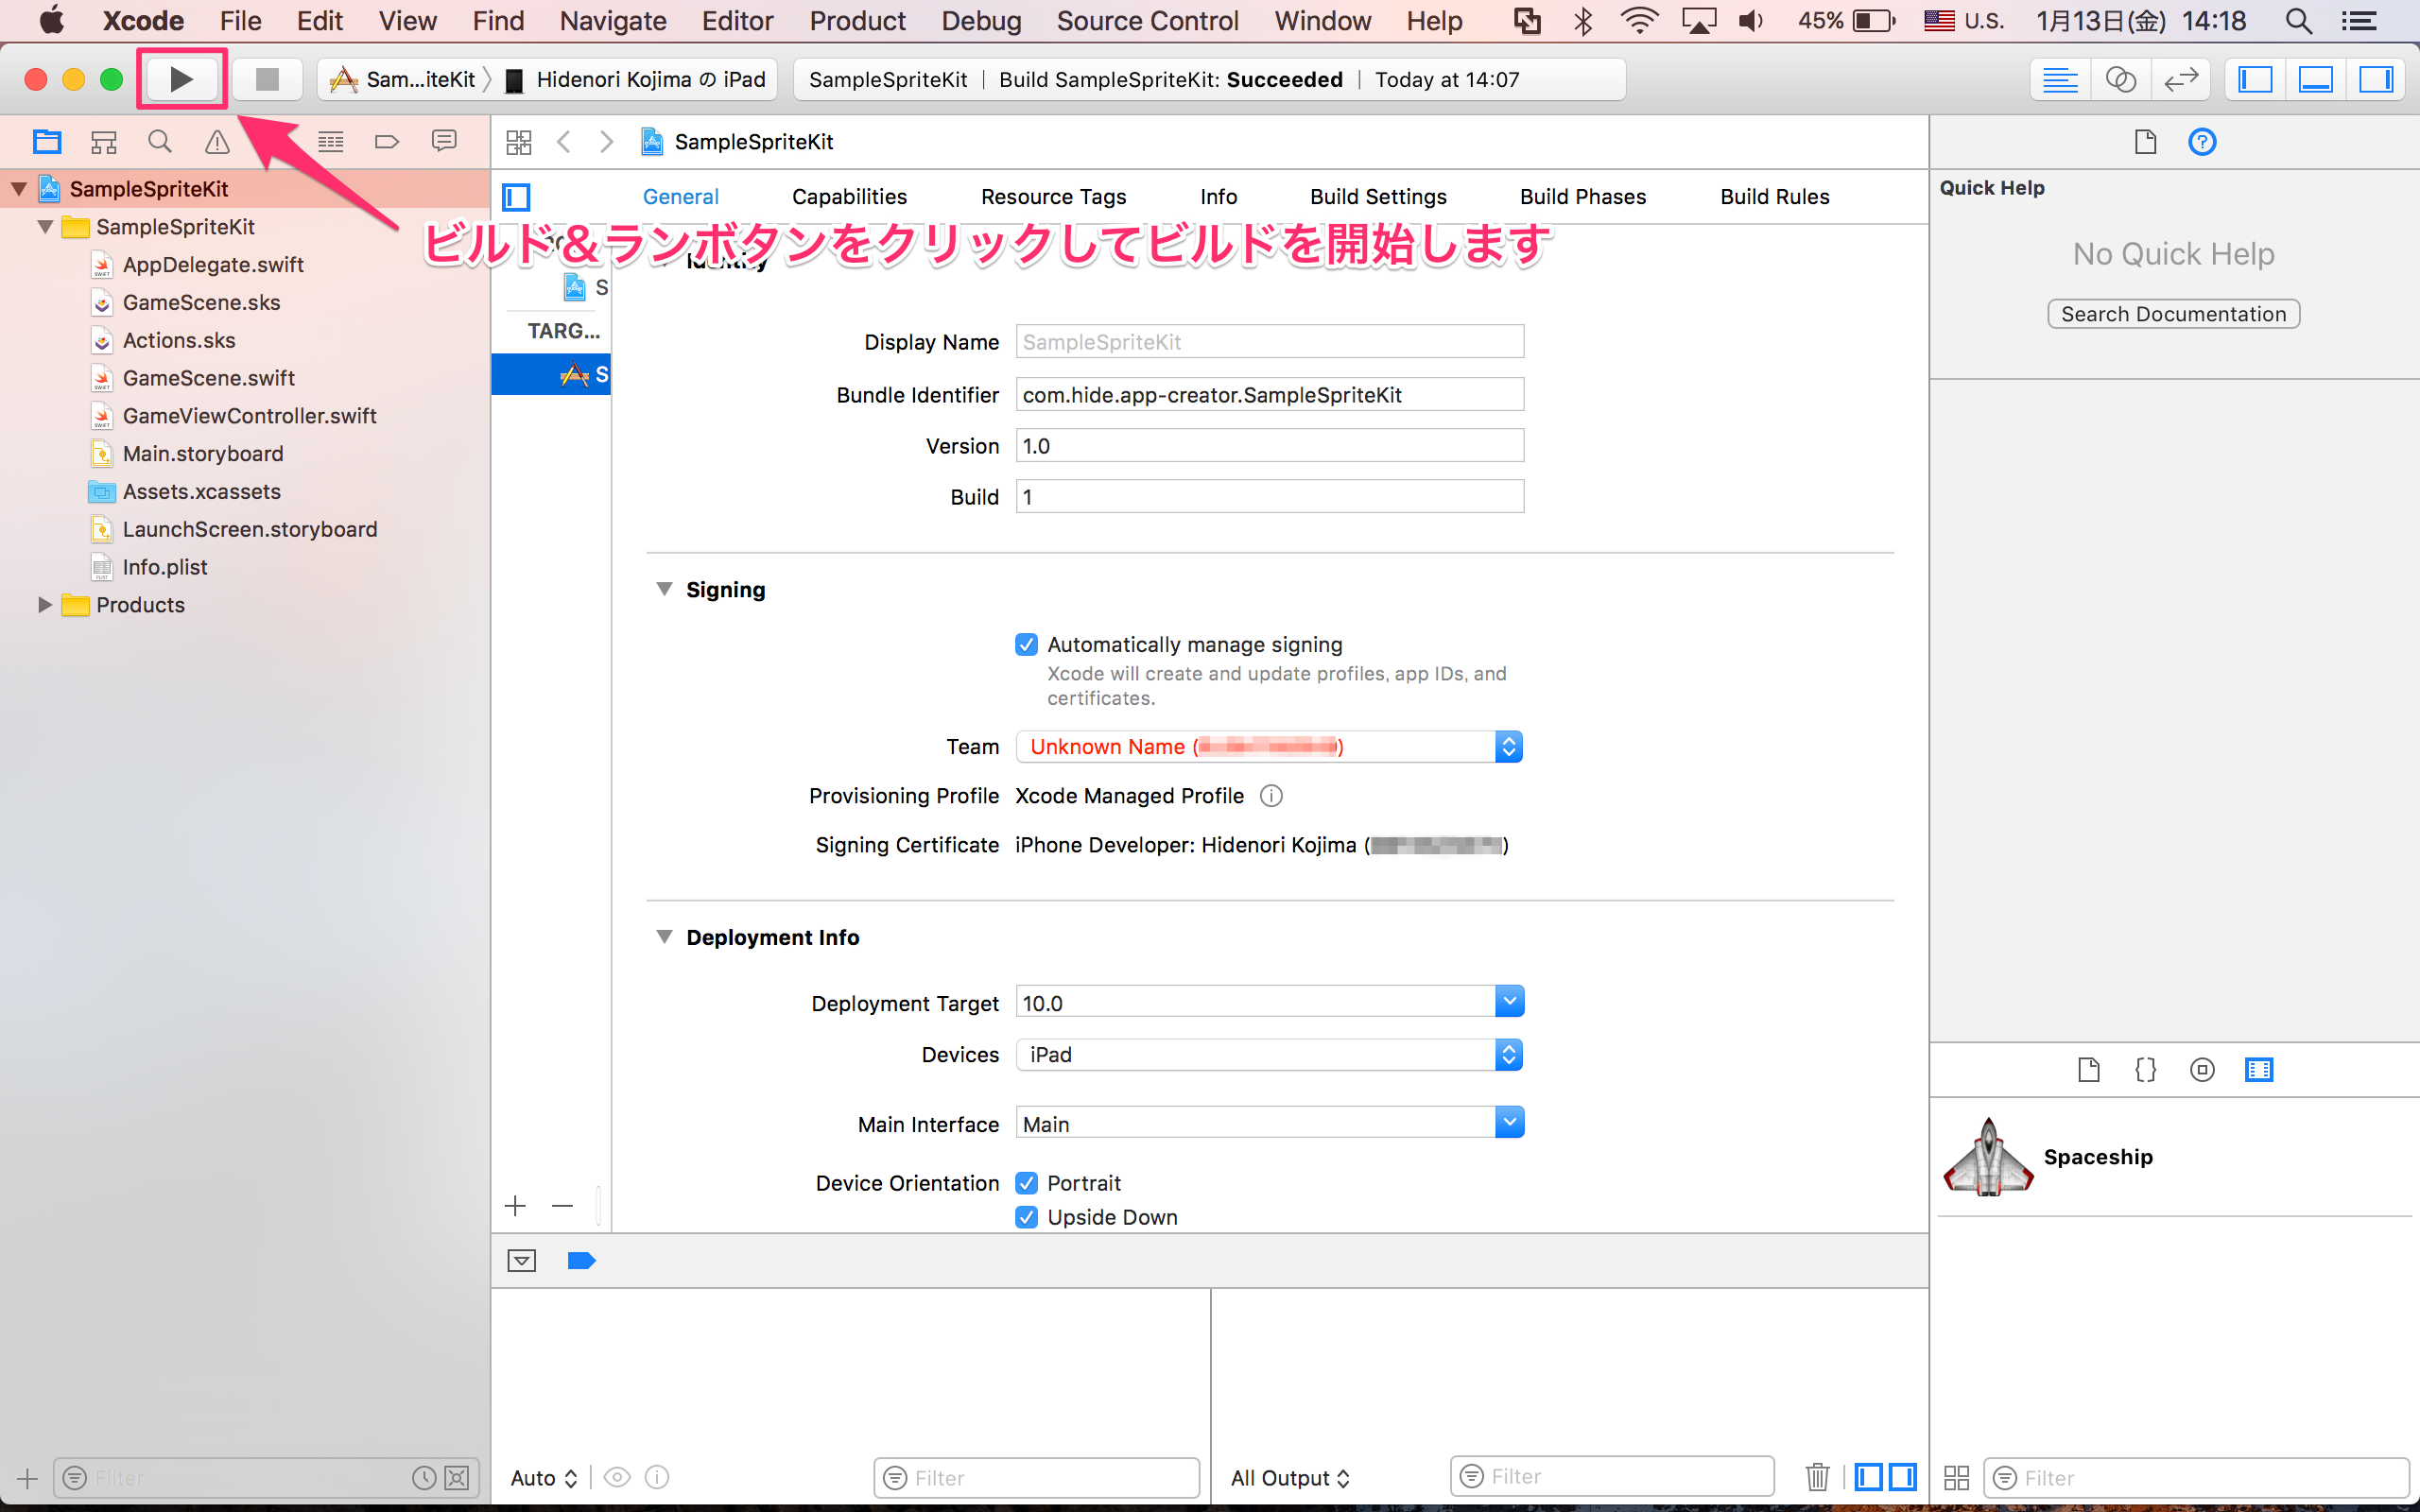 Xcode File Edit View Find Navigate Editor Product Debug Source Control Window Help 45% U.S. 1月13日(金) 14:18
Sam...iteKit Hidenori Kojima の iPad SampleSpriteKit | Build SampleSpriteKit: Succeeded | Today at 14:07
SampleSpriteKit
SampleSpriteKit
SampleSpriteKit
AppDelegate.swift
GameScene.sks
Actions.sks
GameScene.swift
GameViewController.swift
Main.storyboard
Assets.xcassets
LaunchScreen.storyboard
Info.plist
Products
Filter
General Capabilities Resource Tags Info Build Settings Build Phases Build Rules
ビルド&ランボタンをクリックしてビルドを開始します
Identity
S
TARG...
S
Display Name SampleSpriteKit
Bundle Identifier com.hide.app-creator.SampleSpriteKit
Version 1.0
Build 1
Signing
Automatically manage signing
Xcode will create and update profiles, app IDs, and
certificates.
Team Unknown Name ( )
Provisioning Profile Xcode Managed Profile
Signing Certificate iPhone Developer: Hidenori Kojima ( )
Deployment Info
Deployment Target 10.0
Devices iPad
Main Interface Main
Device Orientation Portrait
Upside Down
Auto Filter
All Output Filter
Quick Help
No Quick Help
Search Documentation
{}
Spaceship
Filter